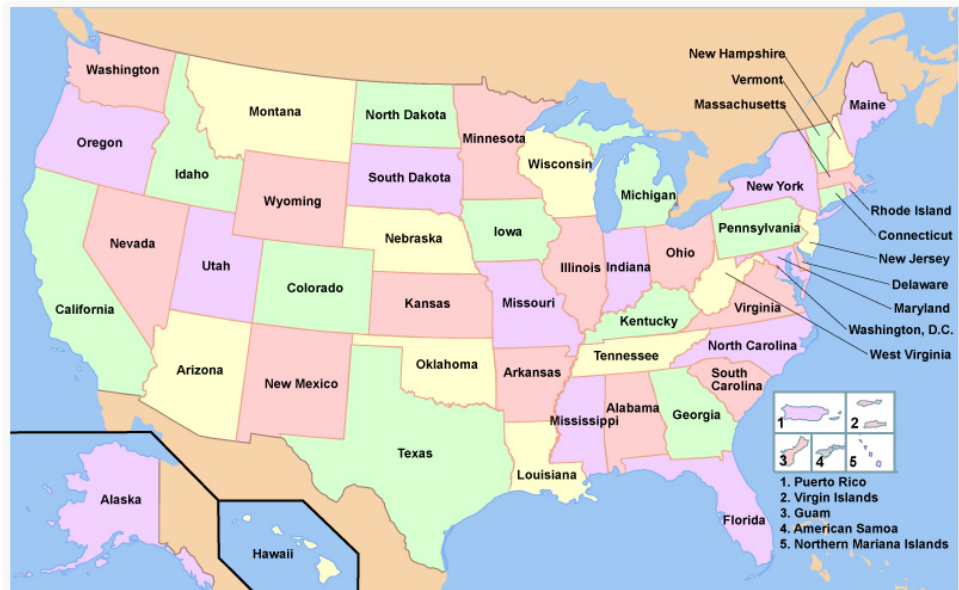 New Hampshire
Vermont
Massachusetts
Washington
Montana
North Dakota
Minnesota
Maine
Oregon
Idaho
Wisconsin
South Dakota
Michigan
New York
Wyoming
Rhode Island
Iowa
Pennsylvania
Connecticut
Nebraska
Nevada
Ohio
New Jersey
Utah
Illinois
Indiana
Colorado
Delaware
California
Kansas
Missouri
Virginia
Maryland
Kentucky
Washington, D.C.
North Carolina
West Virginia
Tennessee
Oklahoma
Arizona
Arkansas
South
Carolina
New Mexico
Alabama
Georgia
Mississippi
1
2
Texas
3
4
5
Louisiana
1. Puerto Rico
Alaska
2. Virgin Islands
3. Guam
Florida
4. American Samoa
5. Northern Mariana Islands
Hawaii